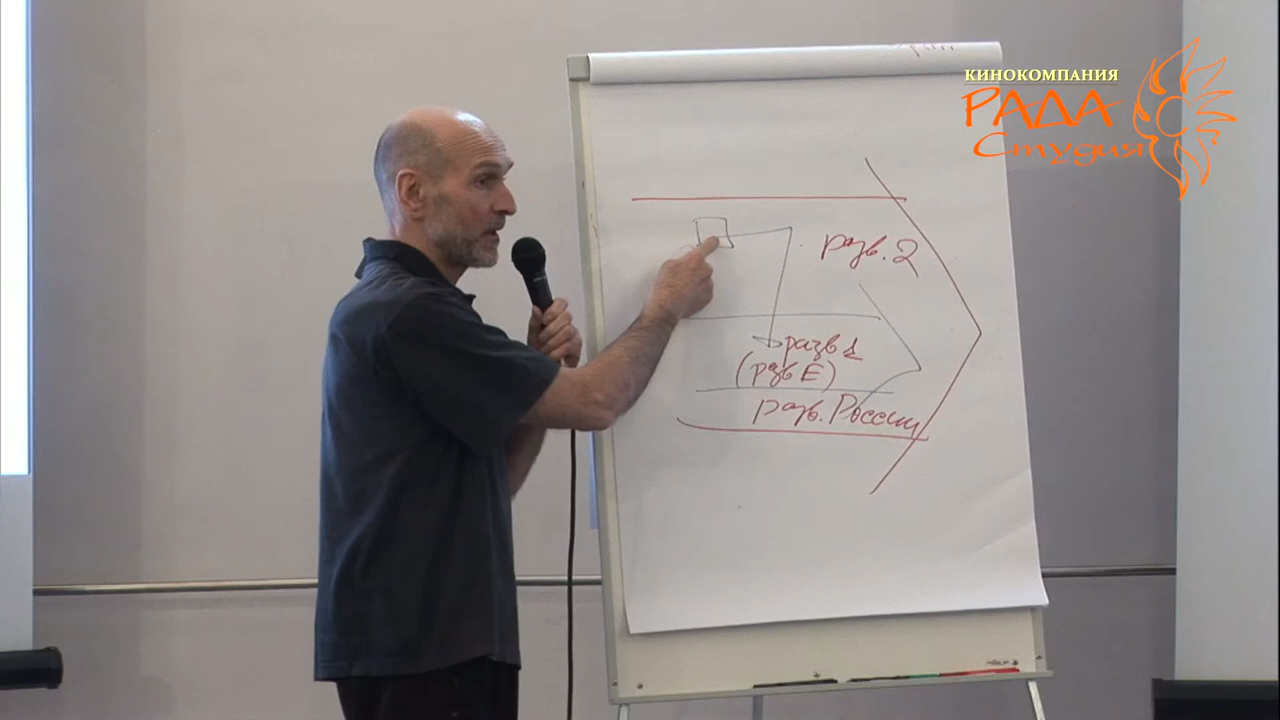 КИНОКОМПАНИЯ
РАДА
Студия
разв. 2
разв 1
(разв Е)
разв. России